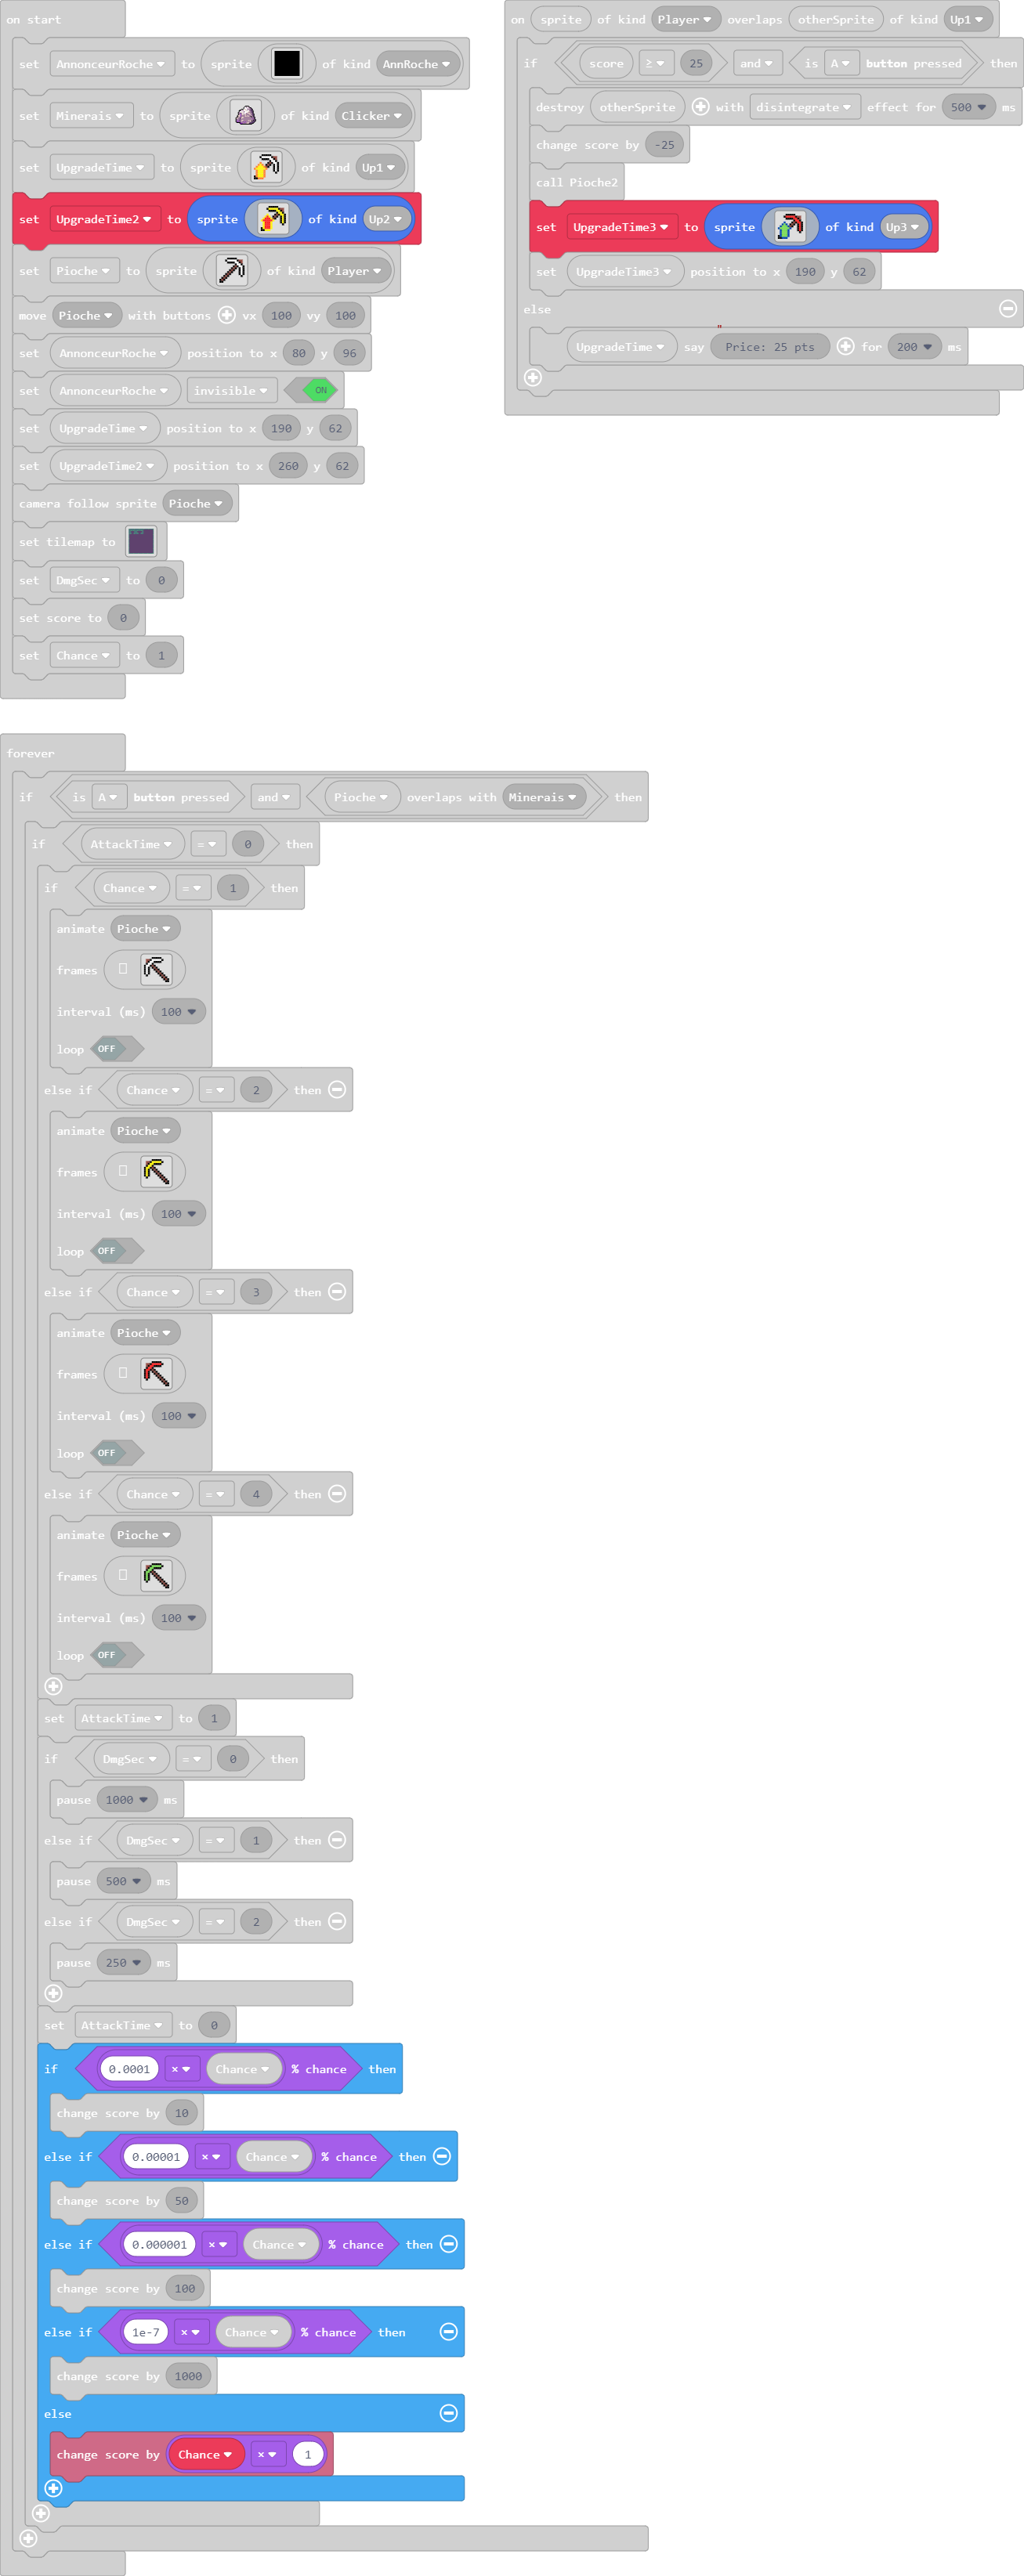 on start
set AnnonceurRoche to sprite of kind AnnRoche
set Minerais to sprite of kind Clicker
set UpgradeTime to sprite of kind Up1
set UpgradeTime2 to sprite of kind Up2
set Pioche to sprite of kind Player
move Pioche with buttons vx 100 vy 100
set AnnonceurRoche position to x 80 y 96
set AnnonceurRoche invisible ON
set UpgradeTime position to x 190 y 62
set UpgradeTime2 position to x 260 y 62
camera follow sprite Pioche
set tilemap to
set DmgSec to 0
set score to 0
set Chance to 1
on sprite of kind Player overlaps otherSprite of kind Up1
if score ≥ 25 and is A button pressed then
destroy otherSprite with disintegrate effect for 500 ms
change score by -25
call Pioche2
set UpgradeTime3 to sprite of kind Up3
set UpgradeTime3 position to x 190 y 62
else
UpgradeTime say " Price: 25 pts for 200 ms
forever
if is A button pressed and Pioche overlaps with Minerais then
if AttackTime = 0 then
if Chance = 1 then
animate Pioche
frames
interval (ms) 100
loop OFF
else if Chance = 2 then
animate Pioche
frames
interval (ms) 100
loop OFF
else if Chance = 3 then
animate Pioche
frames
interval (ms) 100
loop OFF
else if Chance = 4 then
animate Pioche
frames
interval (ms) 100
loop OFF
set AttackTime to 1
if DmgSec = 0 then
pause 1000 ms
else if DmgSec = 1 then
pause 500 ms
else if DmgSec = 2 then
pause 250 ms
set AttackTime to 0
if 0.0001 × Chance % chance then
change score by 10
else if 0.00001 × Chance % chance then
change score by 50
else if 0.000001 × Chance % chance then
change score by 100
else if 1e-7 × Chance % chance then
change score by 1000
else
change score by Chance × 1